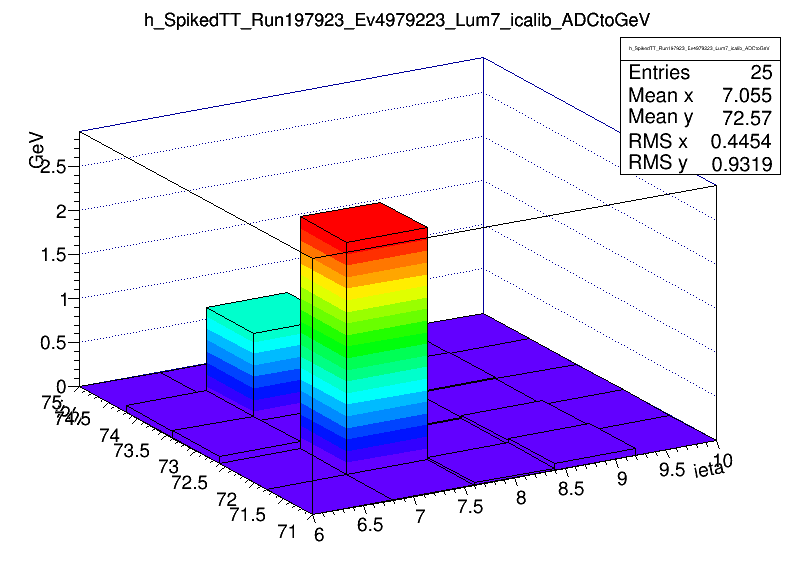 h_SpikedTT_Run197923_Ev4979223_Lum7_icalib_ADCtoGeV
h_SpikedTT_Run197923_Ev4979223_Lum7_icalib_ADCtoGeV
Entries 25
Mean x 7.055
Mean y 72.57
RMS x 0.4454
RMS y 0.9319
GeV
2.5
2
1.5
1
0.5
0
75
74.5
74
73.5
73
72.5
72
71.5
71
6
6.5
7
7.5
8
8.5
9
9.5
10
ieta